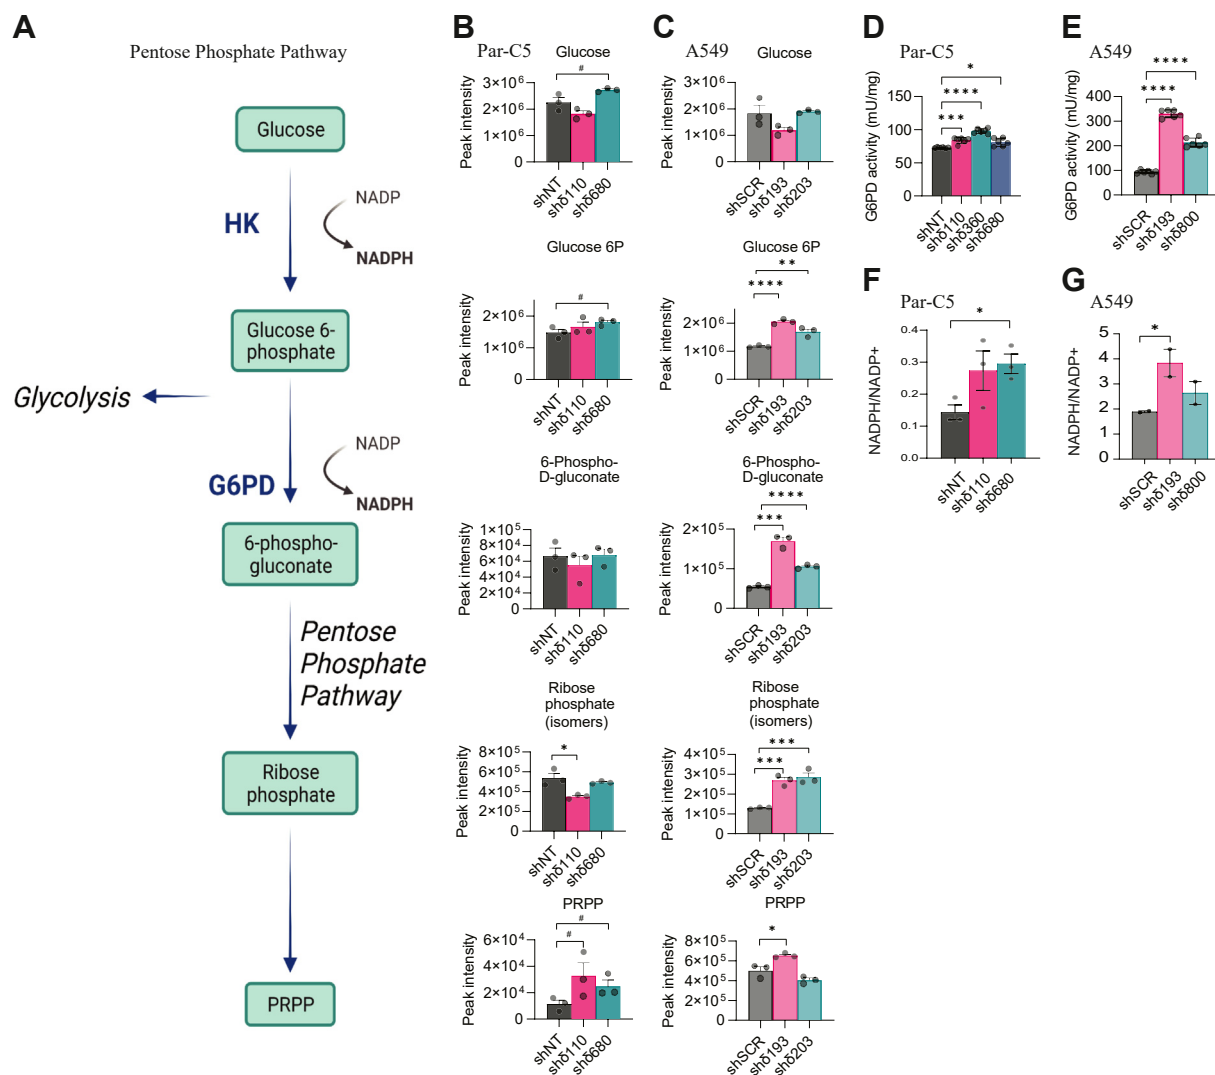 A
Pentose Phosphate Pathway
Glucose
HK
NADP
NADPH
Glucose 6-
phosphate
Glycolysis
G6PD
NADP
NADPH
6-phospho-
gluconate
Pentose
Phosphate
Pathway
Ribose
phosphate
PRPP
B
Par-C5
Glucose
#
Peak intensity
3×10⁶
2×10⁶
1×10⁶
0
shNT
shδ110
shδ680
Glucose 6P
#
Peak intensity
2×10⁶
1×10⁶
0
shNT
shδ110
shδ680
6-Phospho-
D-gluconate
Peak intensity
1×10⁵
8×10⁴
6×10⁴
4×10⁴
2×10⁴
0
shNT
shδ110
shδ680
Ribose
phosphate
(isomers)
*
Peak intensity
8×10⁵
6×10⁵
4×10⁵
2×10⁵
0
shNT
shδ110
shδ680
PRPP
#
#
Peak intensity
6×10⁴
4×10⁴
2×10⁴
0
shNT
shδ110
shδ680
C
A549
Glucose
Peak intensity
3×10⁶
2×10⁶
1×10⁶
0
shSCR
shδ193
shδ203
Glucose 6P
**
****
Peak intensity
2×10⁶
1×10⁶
0
shSCR
shδ193
shδ203
6-Phospho-
D-gluconate
****
***
Peak intensity
2×10⁵
1×10⁵
0
shSCR
shδ193
shδ203
Ribose
phosphate
(isomers)
***
***
Peak intensity
4×10⁵
3×10⁵
2×10⁵
1×10⁵
0
shSCR
shδ193
shδ203
PRPP
*
Peak intensity
8×10⁵
6×10⁵
4×10⁵
2×10⁵
0
shSCR
shδ193
shδ203
D
Par-C5
*
****
***
G6PD activity (mU/mg)
150
100
50
0
shNT
shδ110
shδ360
shδ680
E
A549
****
****
G6PD activity (mU/mg)
400
300
200
100
0
shSCR
shδ193
shδ800
F
Par-C5
*
NADPH/NADP+
0.4
0.3
0.2
0.1
0.0
shNT
shδ110
shδ680
G
A549
*
NADPH/NADP+
5
4
3
2
1
0
shSCR
shδ193
shδ800